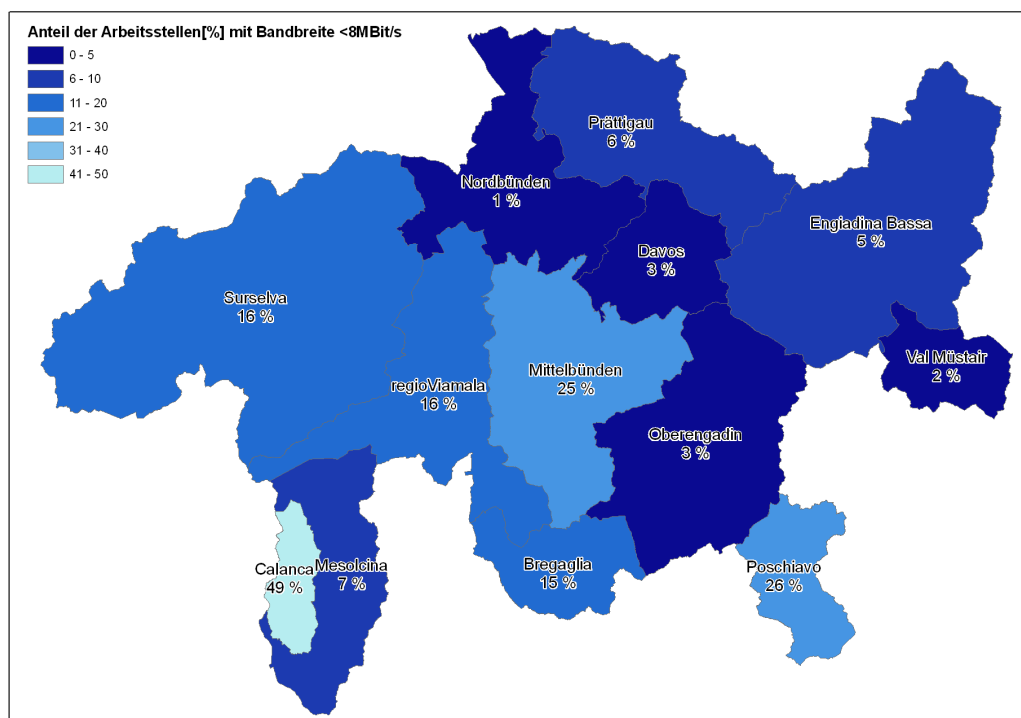 Anteil der Arbeitsstellen[%] mit Bandbreite <8MBit/s
0 - 5
6 - 10
11 - 20
21 - 30
31 - 40
41 - 50
Prättigau
6 %
Nordbünden
1 %
Engiadina Bassa
5 %
Davos
3 %
Surselva
16 %
Val Müstair
2 %
Mittelbünden
25 %
regioViamala
16 %
Oberengadin
3 %
Calanca
49 %
Mesolcina
7 %
Bregaglia
15 %
Poschiavo
26 %